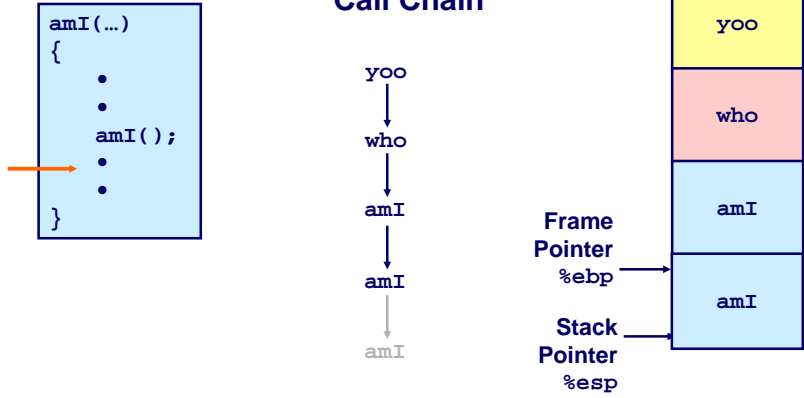 Call Chain
amI(…)
{
•
•
amI();
•
•
}
yoo
who
amI
amI
amI
Frame
Pointer
%ebp
Stack
Pointer
%esp
yoo
who
amI
amI